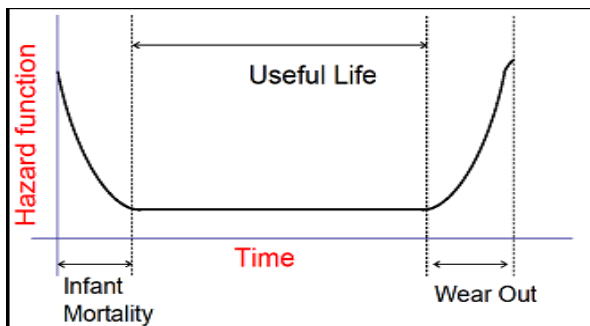 Useful Life
Hazard function
Time
Infant
Mortality
Wear Out